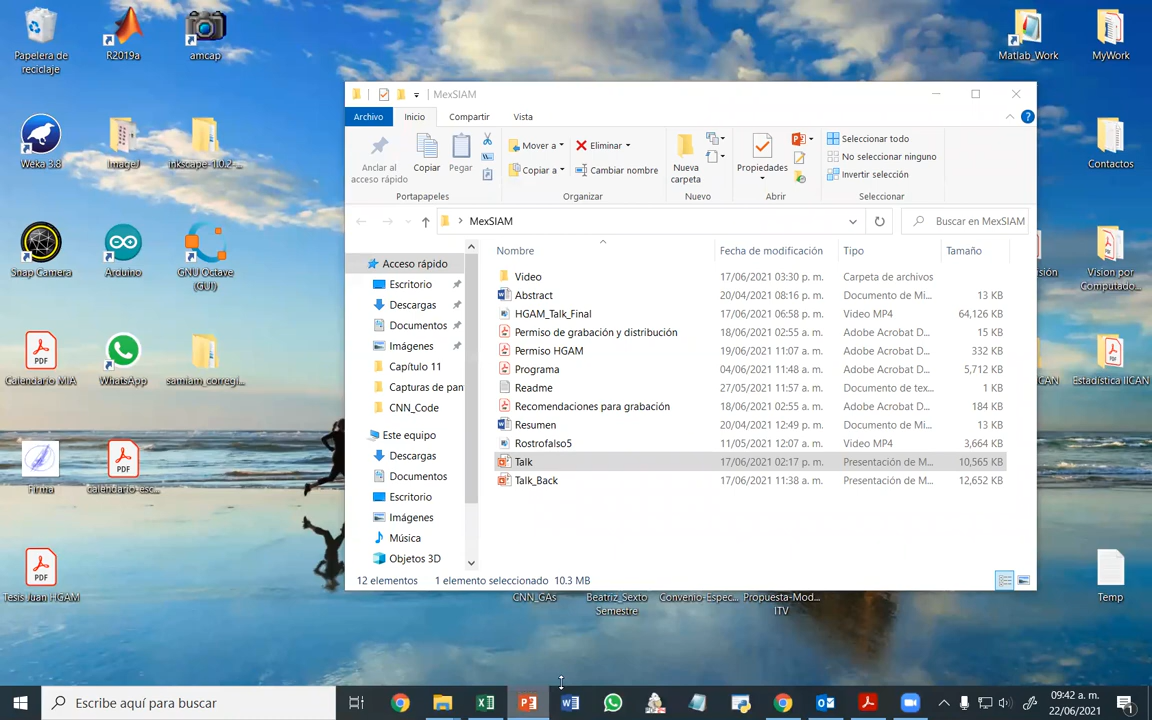 Papelera de
reciclaje
R2019a
amcap
Matlab_Work
MyWork
Weka 3.8
ImageJ
inkscape-1.0.2-...
Contactos
Snap Camera
Arduino
GNU Octave
(GUI)
Vision por
Computado...
Calendario MIA
WhatsApp
samiam_corregi...
Estadistica IICAN
Firma
calendario-esc...
Tesis Juan HGAM
Temp
MexSIAM
Archivo
Inicio
Compartir
Vista
Anclar al
acceso rápido
Copiar
Pegar
Mover a
Copiar a
Eliminar
Cambiar nombre
Nueva
carpeta
Propiedades
Seleccionar todo
No seleccionar ninguno
Invertir selección
Portapapeles
Organizar
Nuevo
Abrir
Seleccionar
MexSIAM
Buscar en MexSIAM
Acceso rápido
Escritorio
Descargas
Documentos
Imágenes
Capítulo 11
Capturas de pan
CNN_Code
Este equipo
Descargas
Documentos
Escritorio
Imágenes
Música
Objetos 3D
Nombre Fecha de modificación Tipo Tamaño
Video 17/06/2021 03:30 p. m. Carpeta de archivos
Abstract 20/04/2021 08:16 p. m. Documento de Mi... 13 KB
HGAM_Talk_Final 17/06/2021 06:58 p. m. Video MP4 64,126 KB
Permiso de grabación y distribución 18/06/2021 02:55 a. m. Adobe Acrobat D... 15 KB
Permiso HGAM 19/06/2021 11:07 a. m. Adobe Acrobat D... 332 KB
Programa 04/06/2021 11:48 a. m. Adobe Acrobat D... 5,712 KB
Readme 27/05/2021 11:57 a. m. Documento de tex... 1 KB
Recomendaciones para grabación 18/06/2021 02:55 a. m. Adobe Acrobat D... 184 KB
Resumen 20/04/2021 12:49 p. m. Documento de Mi... 13 KB
Rostrofalso5 11/05/2021 12:07 a. m. Video MP4 3,664 KB
Talk 17/06/2021 02:17 p. m. Presentación de M... 10,565 KB
Talk_Back 17/06/2021 11:38 a. m. Presentación de M... 12,652 KB
12 elementos 1 elemento seleccionado 10.3 MB
CNN_GAs
Beatriz_Sexto
Semestre
Convenio-Espec...
Propuesta-Mod...
ITV
Escribe aquí para buscar
09:42 a. m.
22/06/2021